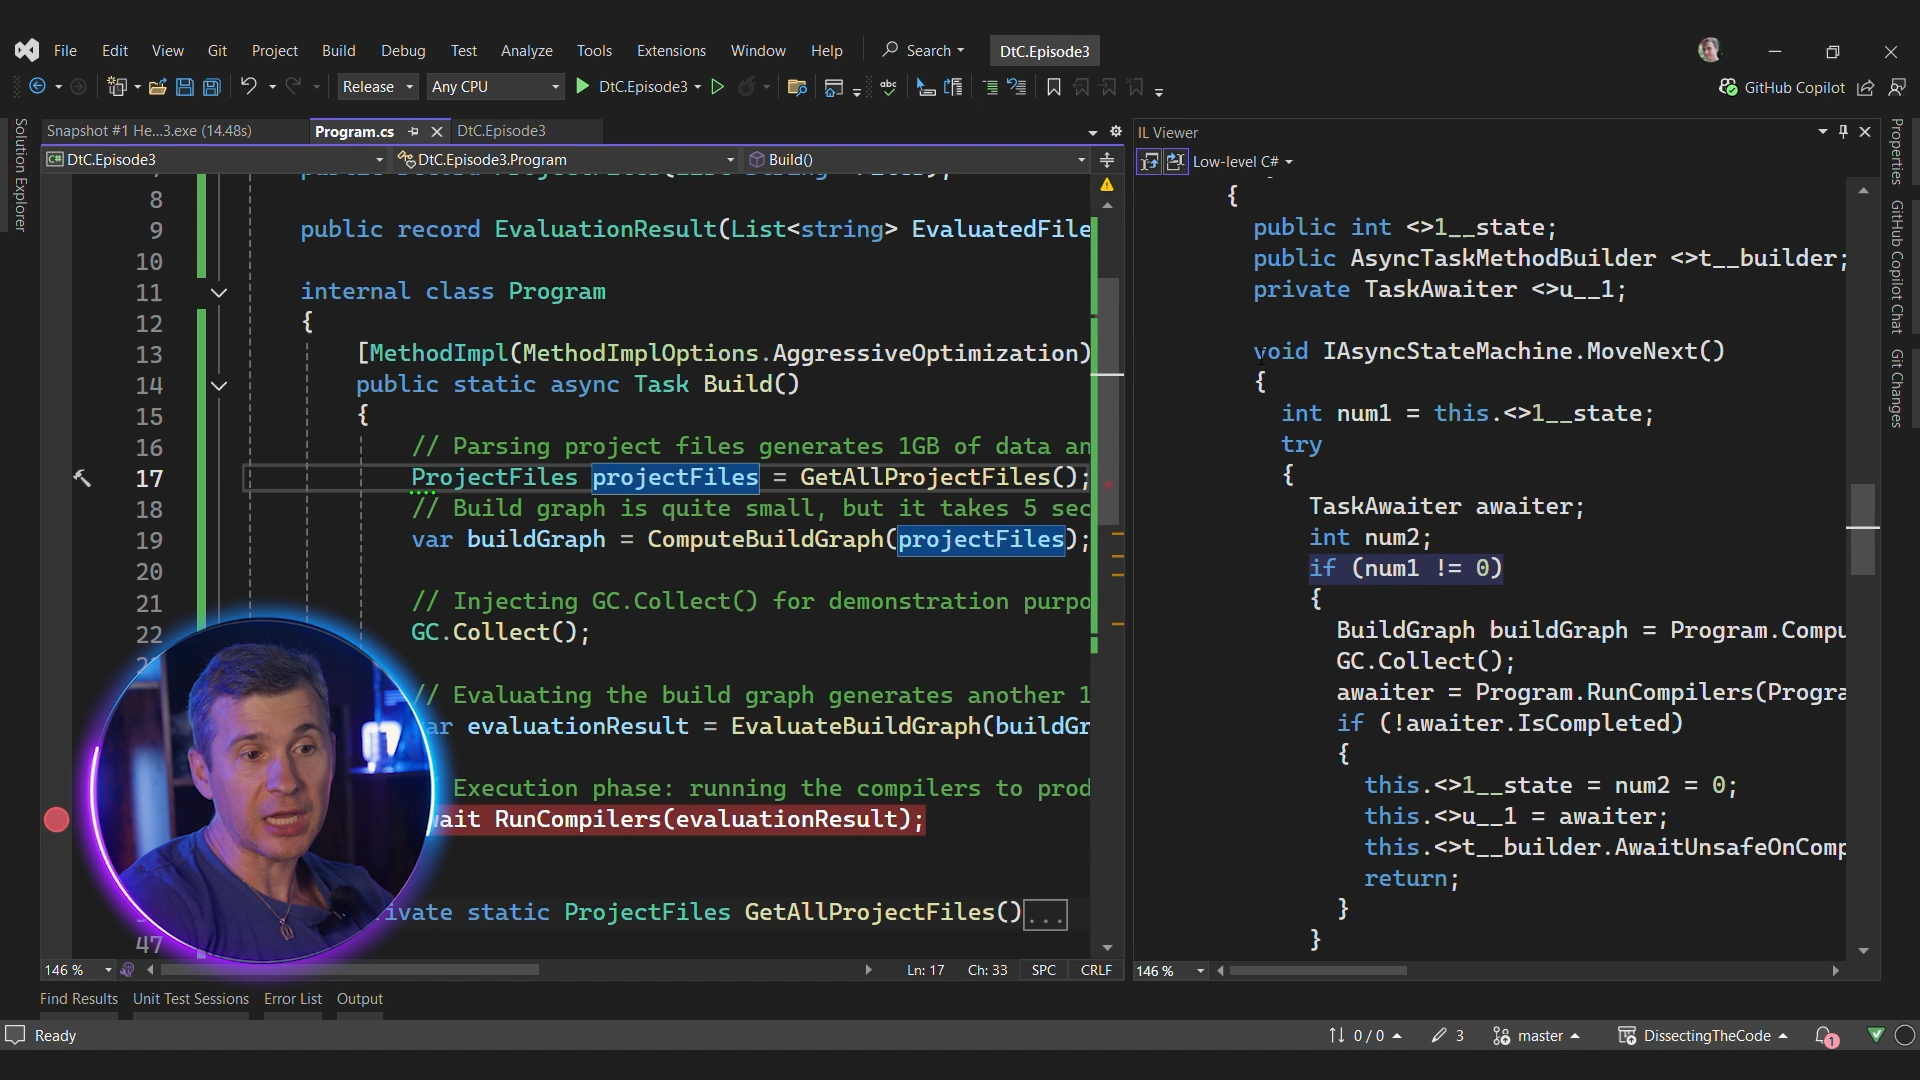 File Edit View Git Project Build Debug Test Analyze Tools Extensions Window Help Search DtC.Episode3
Release Any CPU DtC.Episode3 GitHub Copilot
Snapshot #1 He...3.exe (14.48s) Program.cs DtC.Episode3
C# DtC.Episode3 DtC.Episode3.Program Build()
8
9 public record EvaluationResult(List<string> EvaluatedFile
10
11 internal class Program
12 {
13 [MethodImpl(MethodImplOptions.AggressiveOptimization)
14 public static async Task Build()
15 {
16 // Parsing project files generates 1GB of data an
17 ProjectFiles projectFiles = GetAllProjectFiles();
18 // Build graph is quite small, but it takes 5 sec
19 var buildGraph = ComputeBuildGraph(projectFiles);
20
21 // Injecting GC.Collect() for demonstration purpo
22 GC.Collect();
// Evaluating the build graph generates another 1
ar evaluationResult = EvaluateBuildGraph(buildGr
Execution phase: running the compilers to prod
ait RunCompilers(evaluationResult);
ivate static ProjectFiles GetAllProjectFiles()...
47
146 % Ln: 17 Ch: 33 SPC CRLF
IL Viewer
Low-level C#
{
public int <>1__state;
public AsyncTaskMethodBuilder <>t__builder;
private TaskAwaiter <>u__1;
void IAsyncStateMachine.MoveNext()
{
int num1 = this.<>1__state;
try
{
TaskAwaiter awaiter;
int num2;
if (num1 != 0)
{
BuildGraph buildGraph = Program.Compu
GC.Collect();
awaiter = Program.RunCompilers(Progra
if (!awaiter.IsCompleted)
{
this.<>1__state = num2 = 0;
this.<>u__1 = awaiter;
this.<>t__builder.AwaitUnsafeOnComp
return;
}
}
146 %
Solution Explorer
Properties
GitHub Copilot Chat
Git Changes
Find Results Unit Test Sessions Error List Output
Ready 0 / 0 3 master DissectingTheCode 1